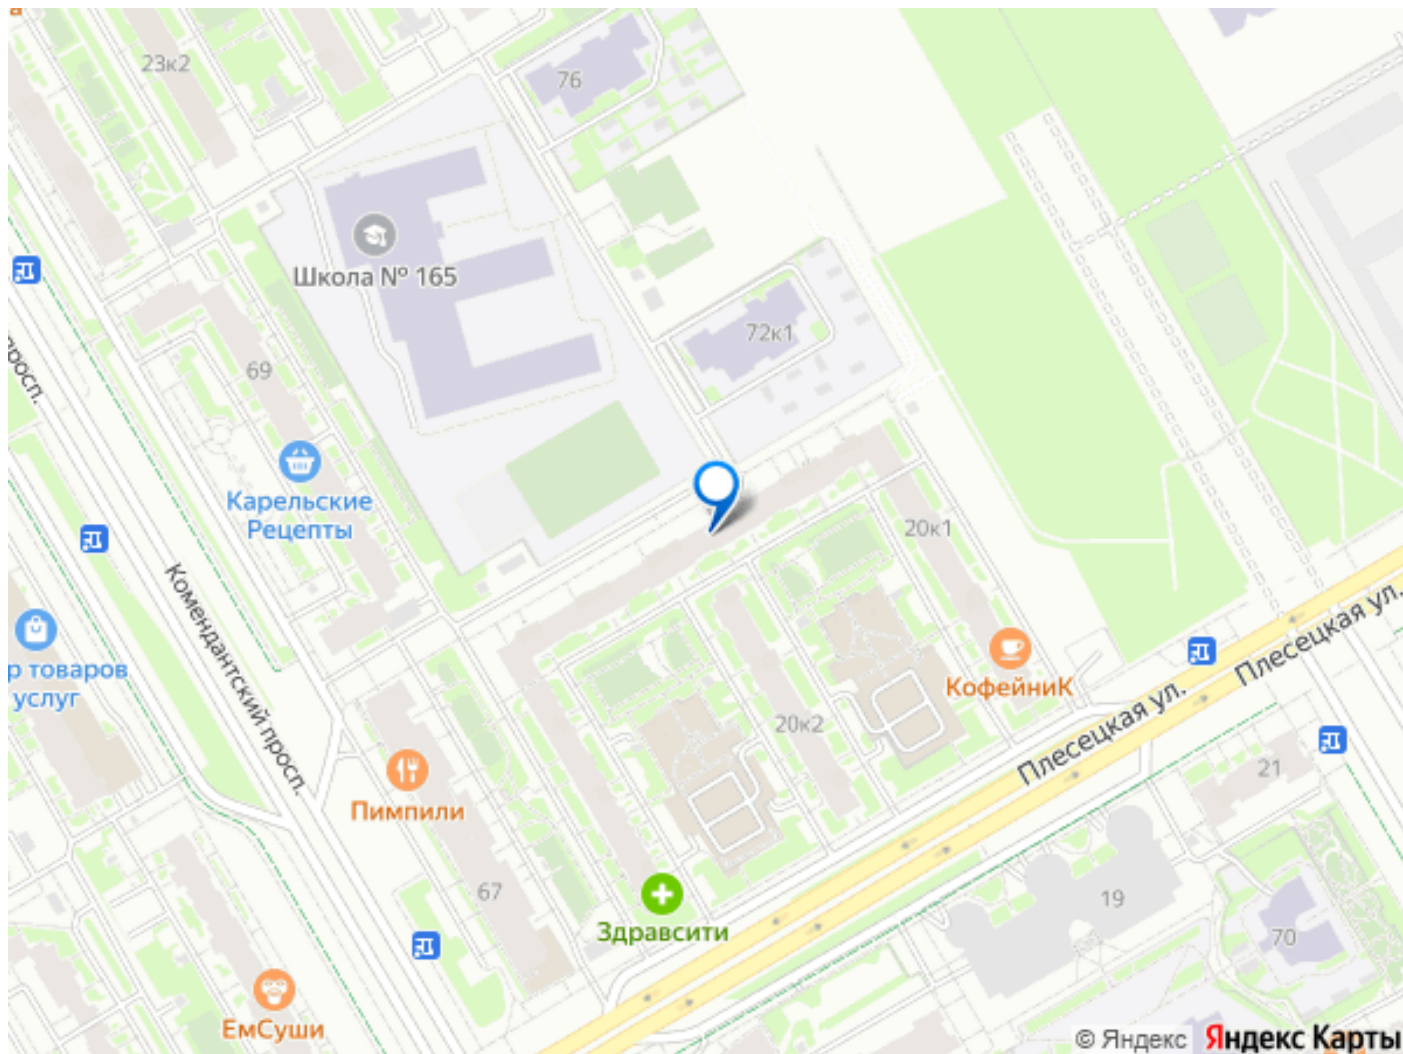 23к2
76
Школа № 165
просп.
72к1
69
Карельские
Рецепты
20к1
Комендантский просп.
р товаров
услуг
КофейниК
Плесецкая ул.
Плесецкая ул.
20к2
Пимпили
21
67
19
Здравсити
70
ЕмСуши
© Яндекс Яндекс Карты